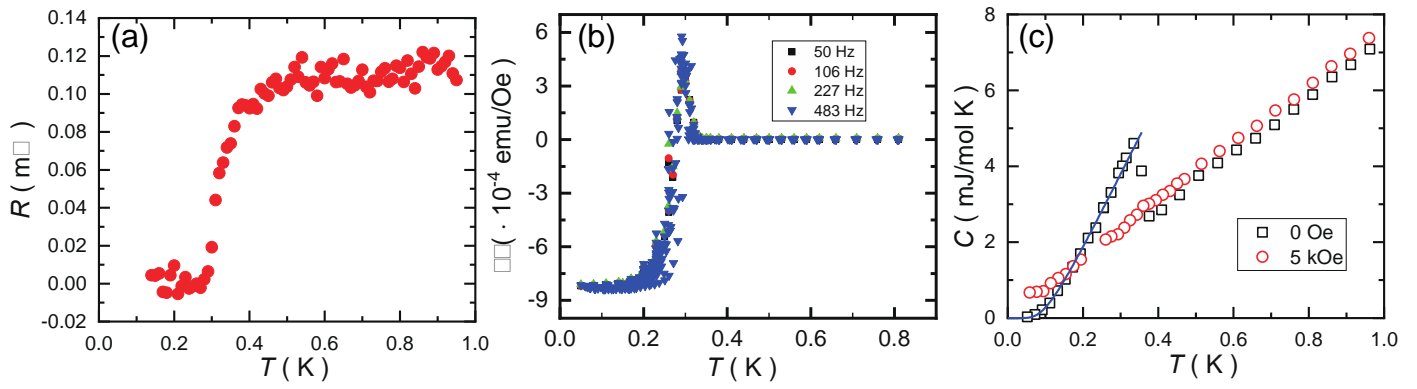 (a)
0.14
0.12
0.10
0.08
0.06
0.04
0.02
0.00
-0.02
R ( m□
0.0 0.2 0.4 0.6 0.8 1.0
T ( K )
(b)
6
3
0
-3
-6
-9
□□( · 10-4 emu/Oe)
50 Hz
106 Hz
227 Hz
483 Hz
0.0 0.2 0.4 0.6 0.8
T ( K )
(c)
8
6
4
2
0
C ( mJ/mol K )
0 Oe
5 kOe
0.0 0.2 0.4 0.6 0.8 1.0
T ( K )